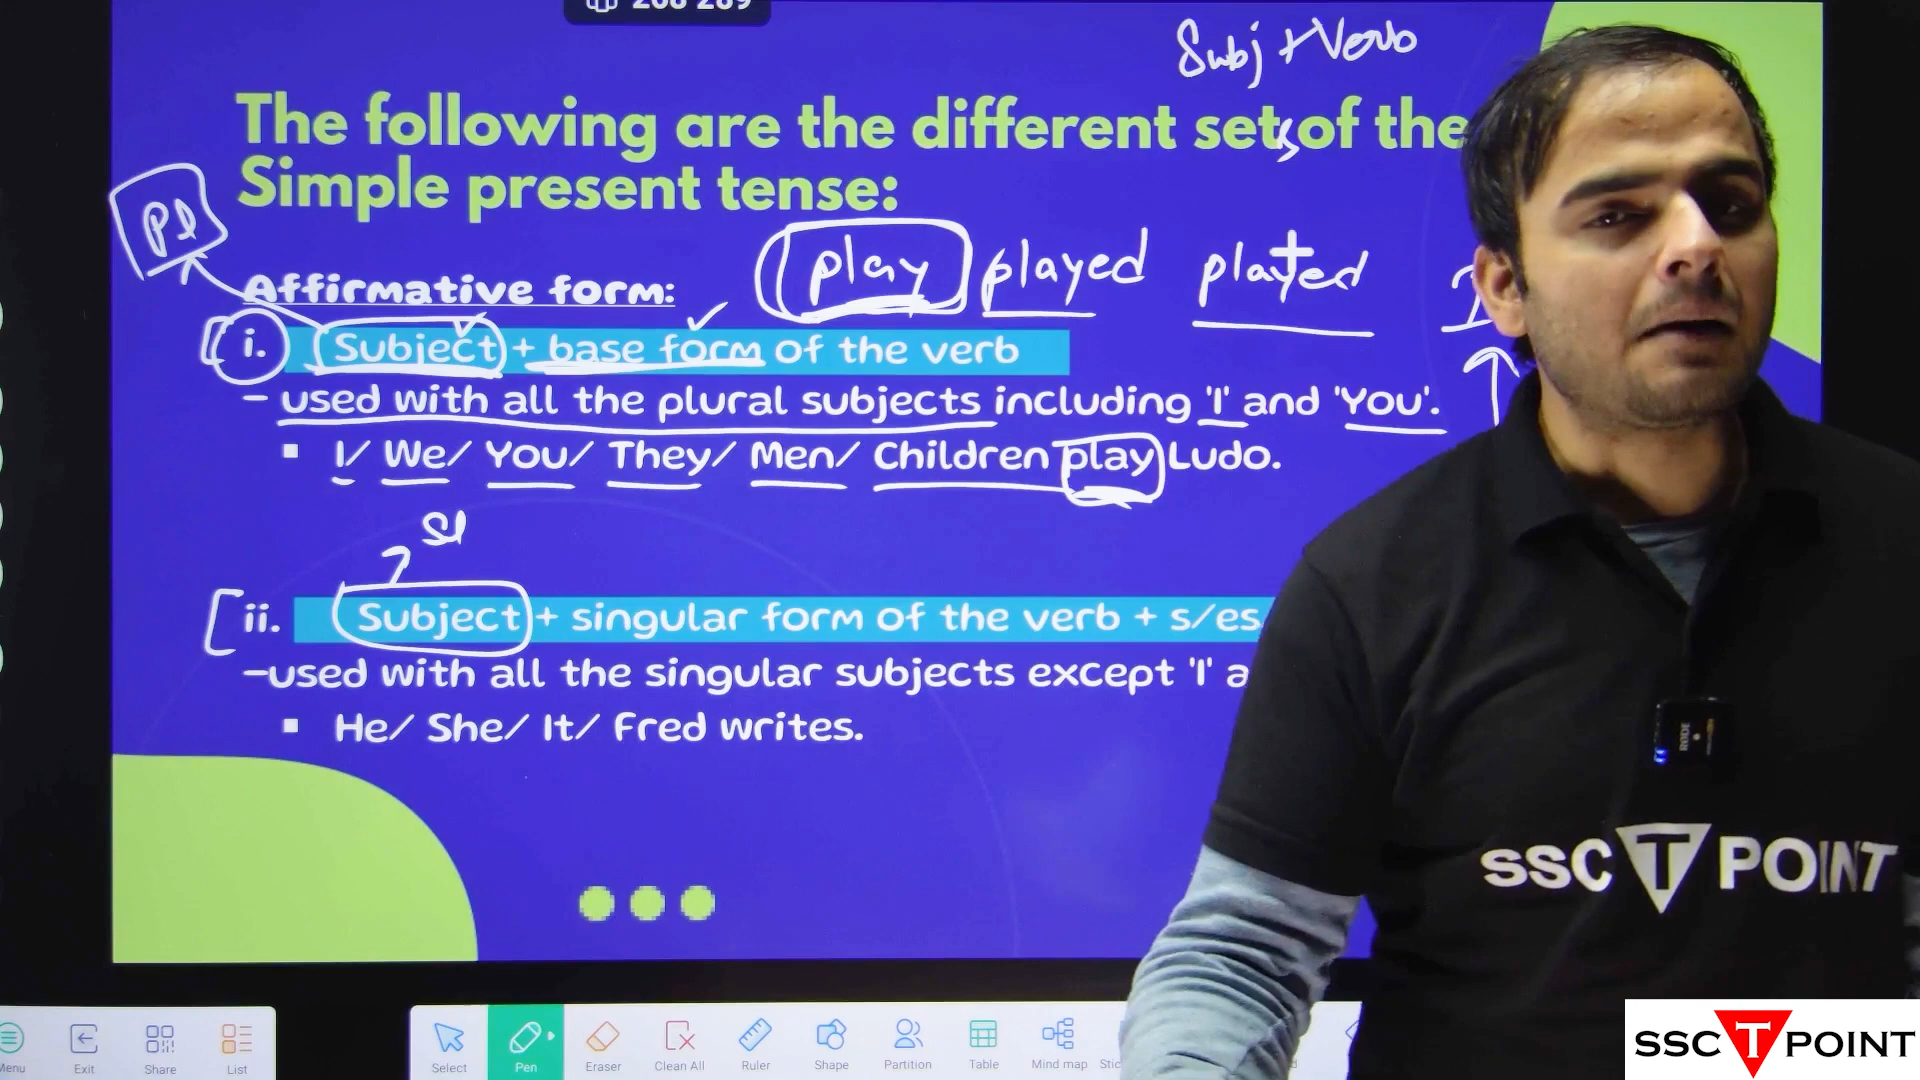 208 289
Subj + Verb
The following are the different sets of the
Simple present tense:
Pl
Affirmative form:
play played played
i. Subject + base form of the verb
- used with all the plural subjects including 'I' and 'You'.
▪ I/ We/ You/ They/ Men/ Children play Ludo.
Sl
ii. Subject + singular form of the verb + s/es
-used with all the singular subjects except 'I' a
▪ He/ She/ It/ Fred writes.
RODE
SSC T POINT
Menu Exit Share List Select Pen Eraser Clean All Ruler Shape Partition Table Mind map
SSC T POINT